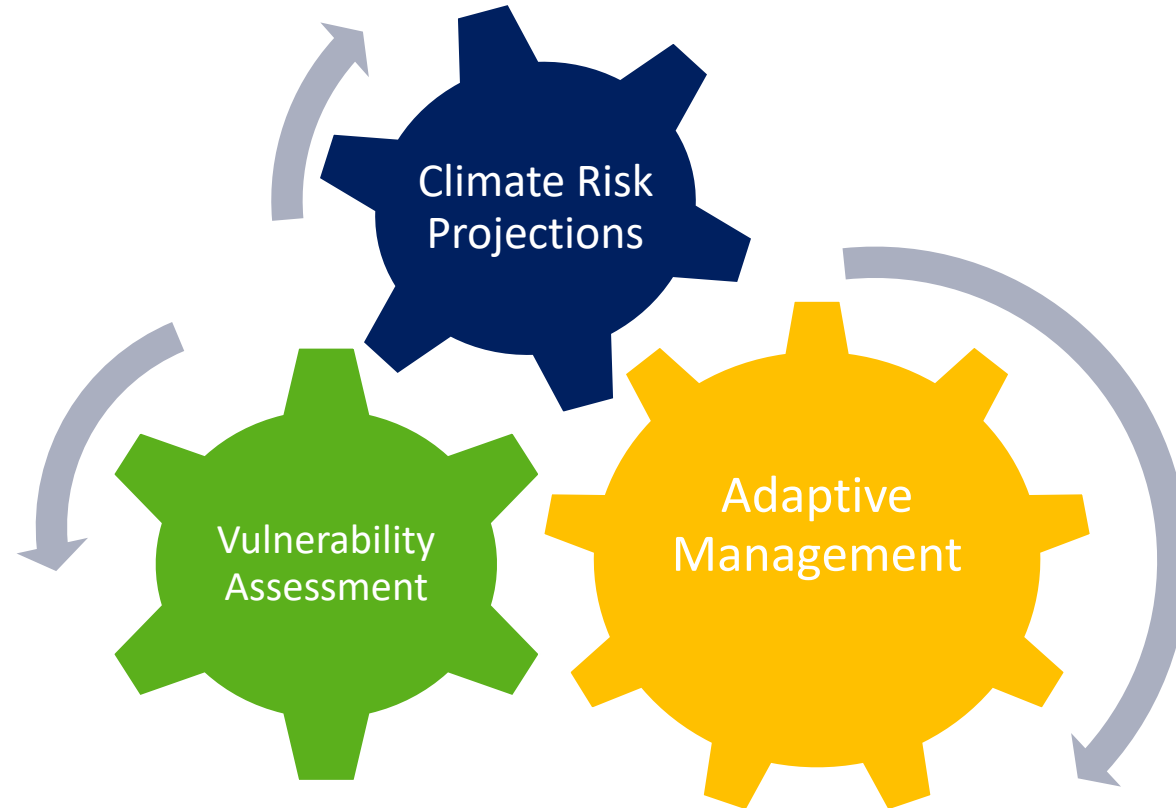 Climate Risk
Projections
Vulnerability
Assessment
Adaptive
Management